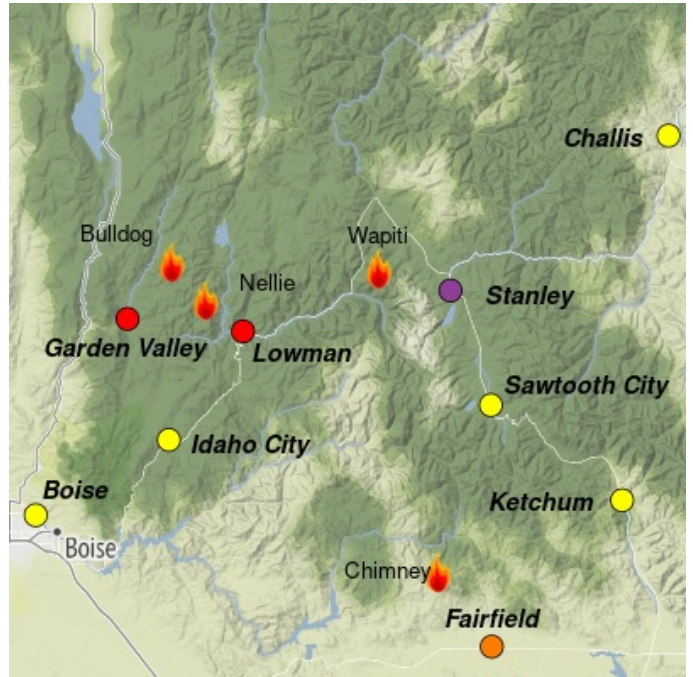 Challis
Bulldog
Wapiti
Nellie
Stanley
Garden Valley
Lowman
Sawtooth City
Idaho City
Boise
Ketchum
Boise
Chimney
Fairfield